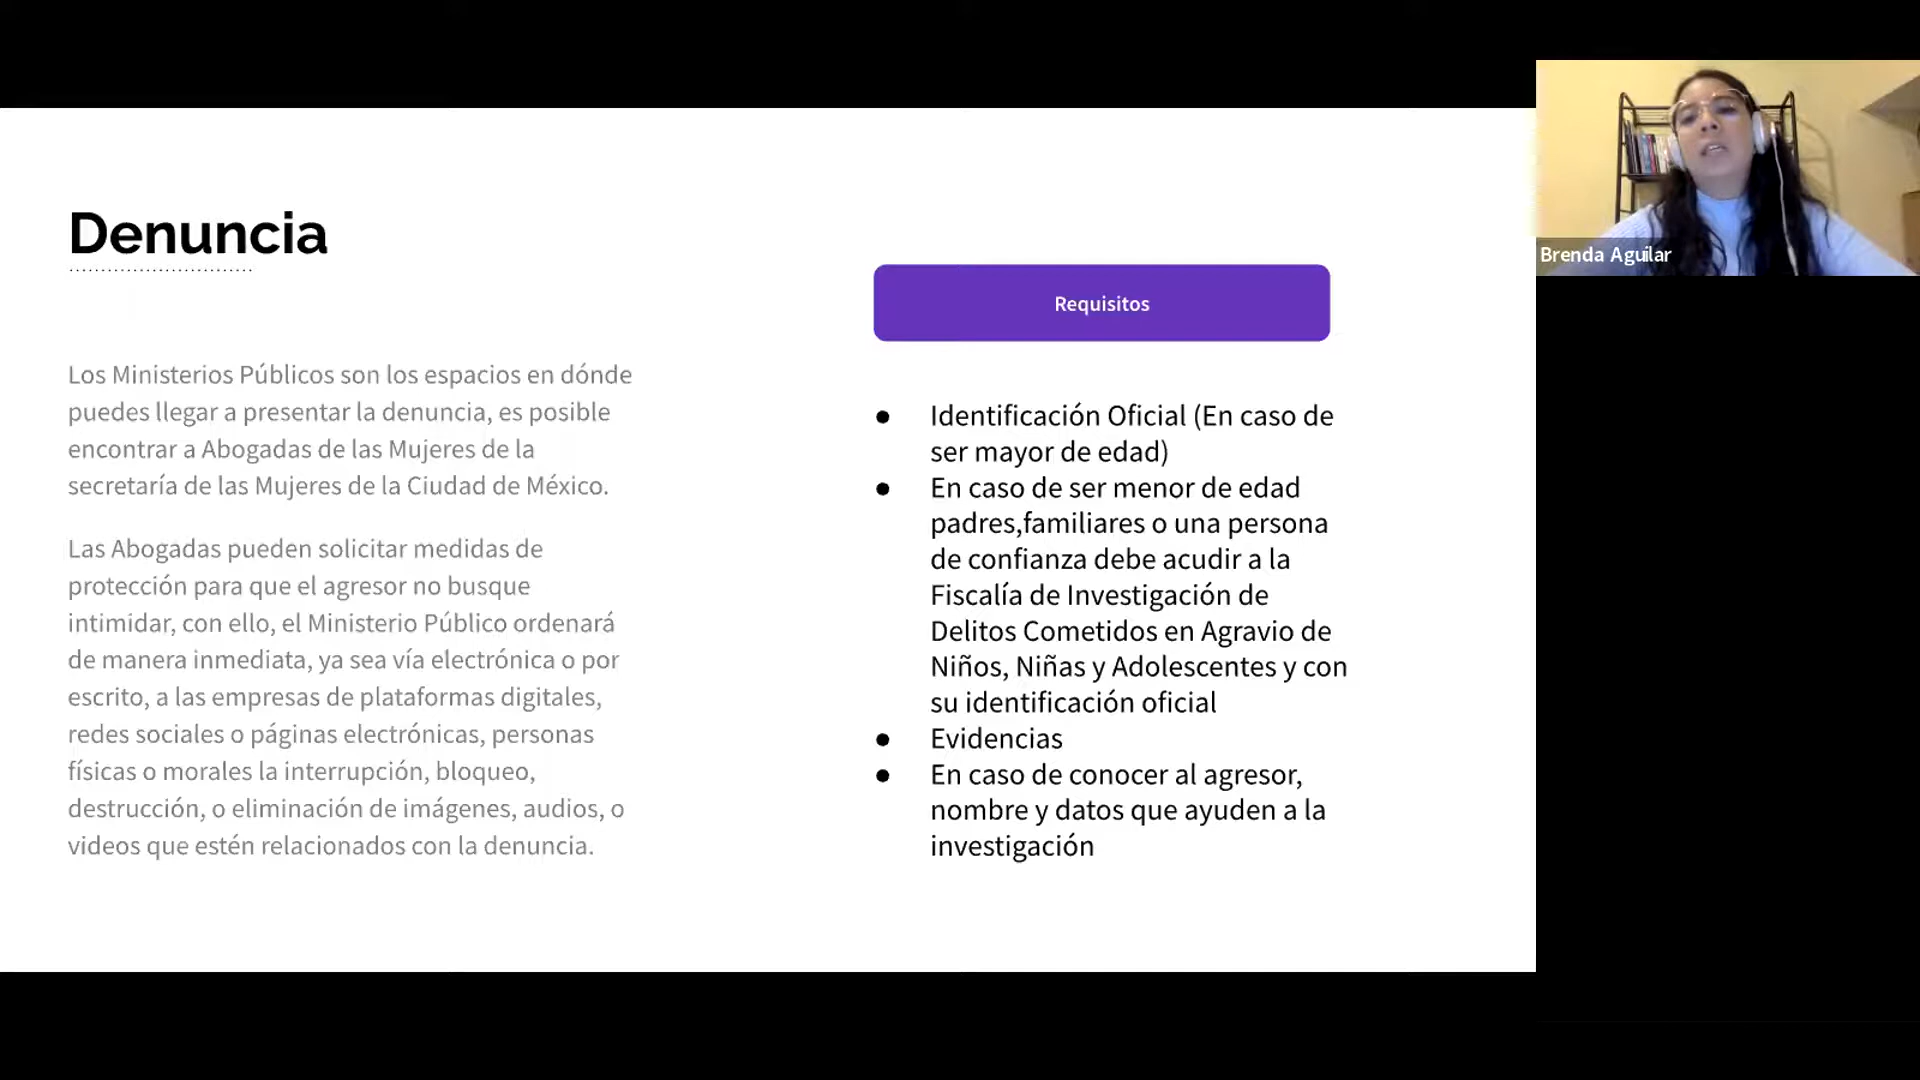 Denuncia
Los Ministerios Públicos son los espacios en dónde
puedes llegar a presentar la denuncia, es posible
encontrar a Abogadas de las Mujeres de la
secretaría de las Mujeres de la Ciudad de México.
Las Abogadas pueden solicitar medidas de
protección para que el agresor no busque
intimidar, con ello, el Ministerio Público ordenará
de manera inmediata, ya sea vía electrónica o por
escrito, a las empresas de plataformas digitales,
redes sociales o páginas electrónicas, personas
físicas o morales la interrupción, bloqueo,
destrucción, o eliminación de imágenes, audios, o
videos que estén relacionados con la denuncia.
Requisitos
● Identificación Oficial (En caso de
ser mayor de edad)
● En caso de ser menor de edad
padres,familiares o una persona
de confianza debe acudir a la
Fiscalía de Investigación de
Delitos Cometidos en Agravio de
Niños, Niñas y Adolescentes y con
su identificación oficial
● Evidencias
● En caso de conocer al agresor,
nombre y datos que ayuden a la
investigación
Brenda Aguilar